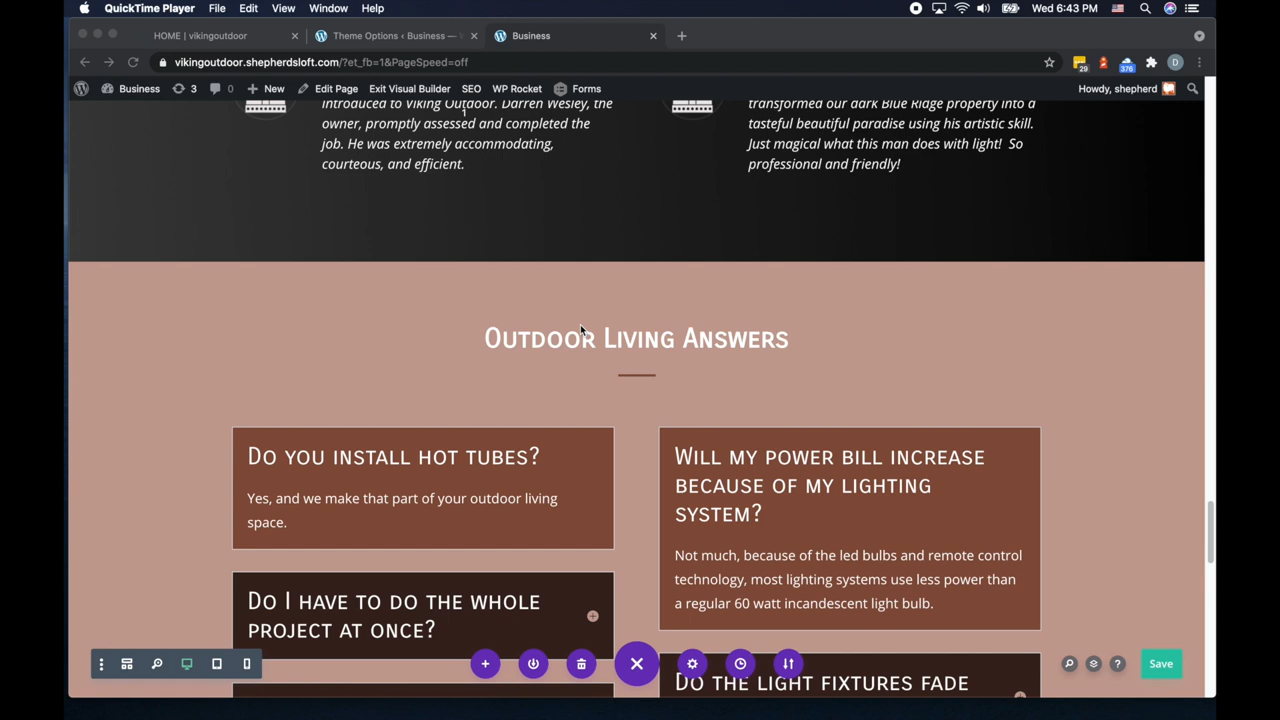 QuickTime Player File Edit View Window Help Wed 6:43 PM
HOME | vikingoutdoor Theme Options ‹ Business — Business
vikingoutdoor.shepherdsloft.com/?et_fb=1&PageSpeed=off 29 376 D
Business 3 0 New Edit Page Exit Visual Builder SEO WP Rocket Forms Howdy, shepherd
introduced to Viking Outdoor. Darren Wesley, the
owner, promptly assessed and completed the
job. He was extremely accommodating,
courteous, and efficient.
transformed our dark Blue Ridge property into a
tasteful beautiful paradise using his artistic skill.
Just magical what this man does with light! So
professional and friendly!
Outdoor Living Answers
Do you install hot tubes?
Yes, and we make that part of your outdoor living
space.
Do I have to do the whole
project at once?
Will my power bill increase
because of my lighting
system?
Not much, because of the led bulbs and remote control
technology, most lighting systems use less power than
a regular 60 watt incandescent light bulb.
Do the light fixtures fade
Save